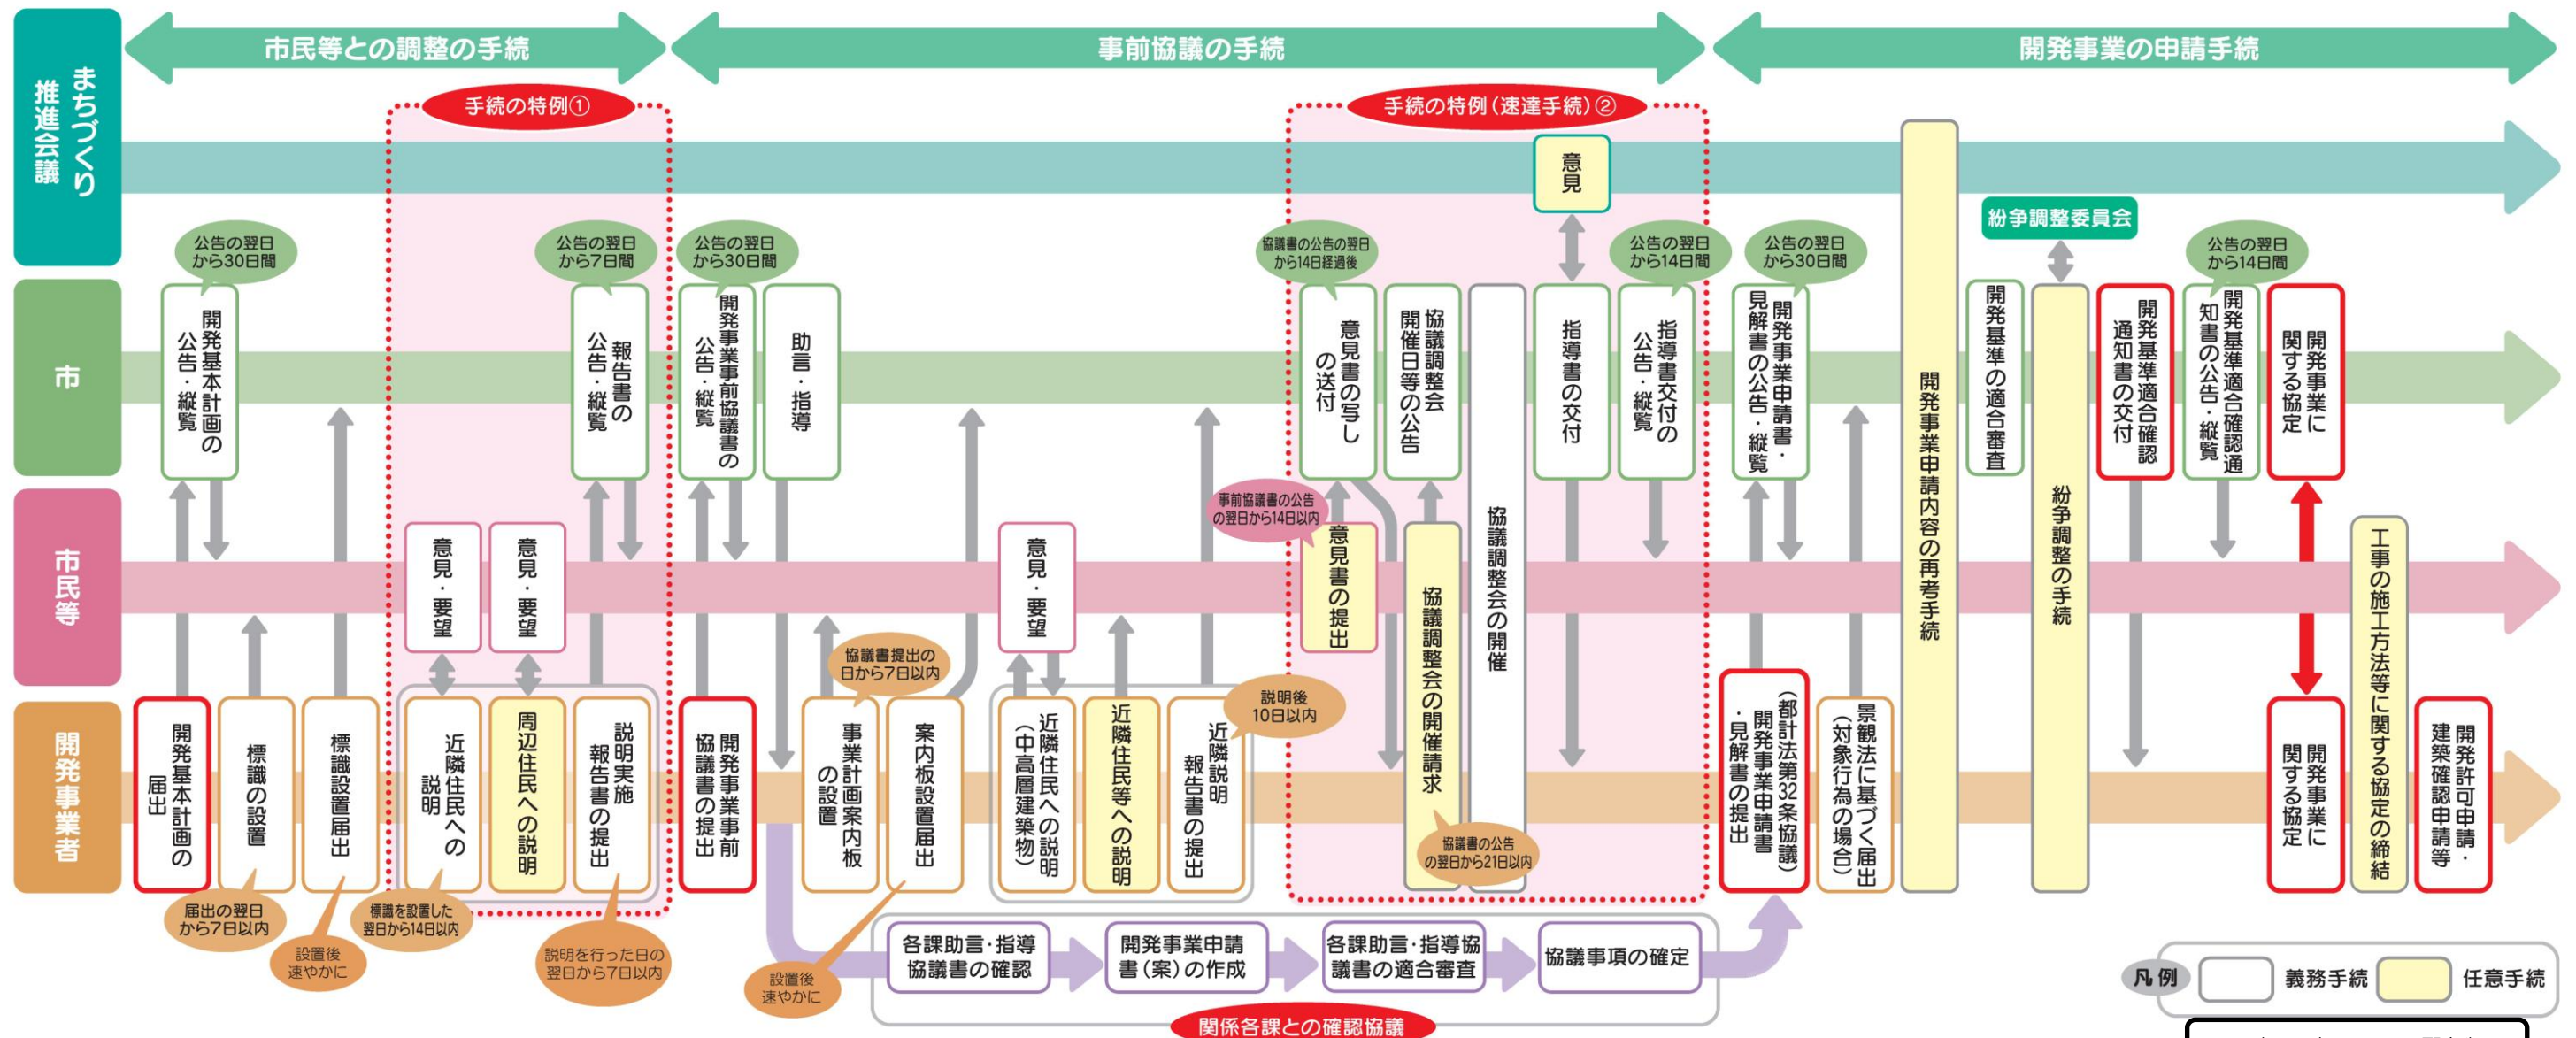 市民等との調整の手続
事前協議の手続
開発事業の申請手続
まちづくり
推進会議
市
市民等
開発事業者
手続の特例①
手続の特例（速達手続）②
意見
紛争調整委員会
公告の翌日
から30日間
開発基本計画の
公告・縦覧
公告の翌日
から7日間
報告書の
公告・縦覧
公告の翌日
から30日間
開発事業事前協議書の
公告・縦覧
助言・指導
協議書の公告の翌日
から14日経過後
意見書の写し
の送付
協議調整会
開催日等の公告
協議調整会の開催
指導書の交付
公告の翌日
から14日間
指導書交付の
公告・縦覧
公告の翌日
から30日間
開発事業申請書・
見解書の公告・縦覧
開発事業申請内容の再考手続
開発基準の適合審査
紛争調整の手続
開発基準適合確認
通知書の交付
公告の翌日
から14日間
開発基準適合確認通
知書の公告・縦覧
開発事業に
関する協定
意見・要望
意見・要望
意見・要望
事前協議書の公告
の翌日から14日以内
意見書の提出
協議調整会の開催請求
協議書の公告
の翌日から21日以内
工事の施工方法等に関する協定の締結
開発基本計画の
届出
標識の設置
届出の翌日
から7日以内
標識設置届出
設置後
速やかに
近隣住民への
説明
標識を設置した
翌日から14日以内
周辺住民への説明
説明実施
報告書の提出
説明を行った日の
翌日から7日以内
開発事業事前
協議書の提出
協議書提出の
日から7日以内
事業計画案内板
の設置
案内板設置届出
設置後
速やかに
近隣住民への説明
（中高層建築物）
近隣住民等への説明
近隣説明
報告書の提出
説明後
10日以内
（都計法第32条協議）
開発事業申請書
・見解書の提出
景観法に基づく届出
（対象行為の場合）
開発事業に
関する協定
開発許可申請・
建築確認申請等
各課助言・指導
協議書の確認
開発事業申請
書（案）の作成
各課助言・指導協
議書の適合審査
協議事項の確定
関係各課との確認協議
凡例
義務手続
任意手続